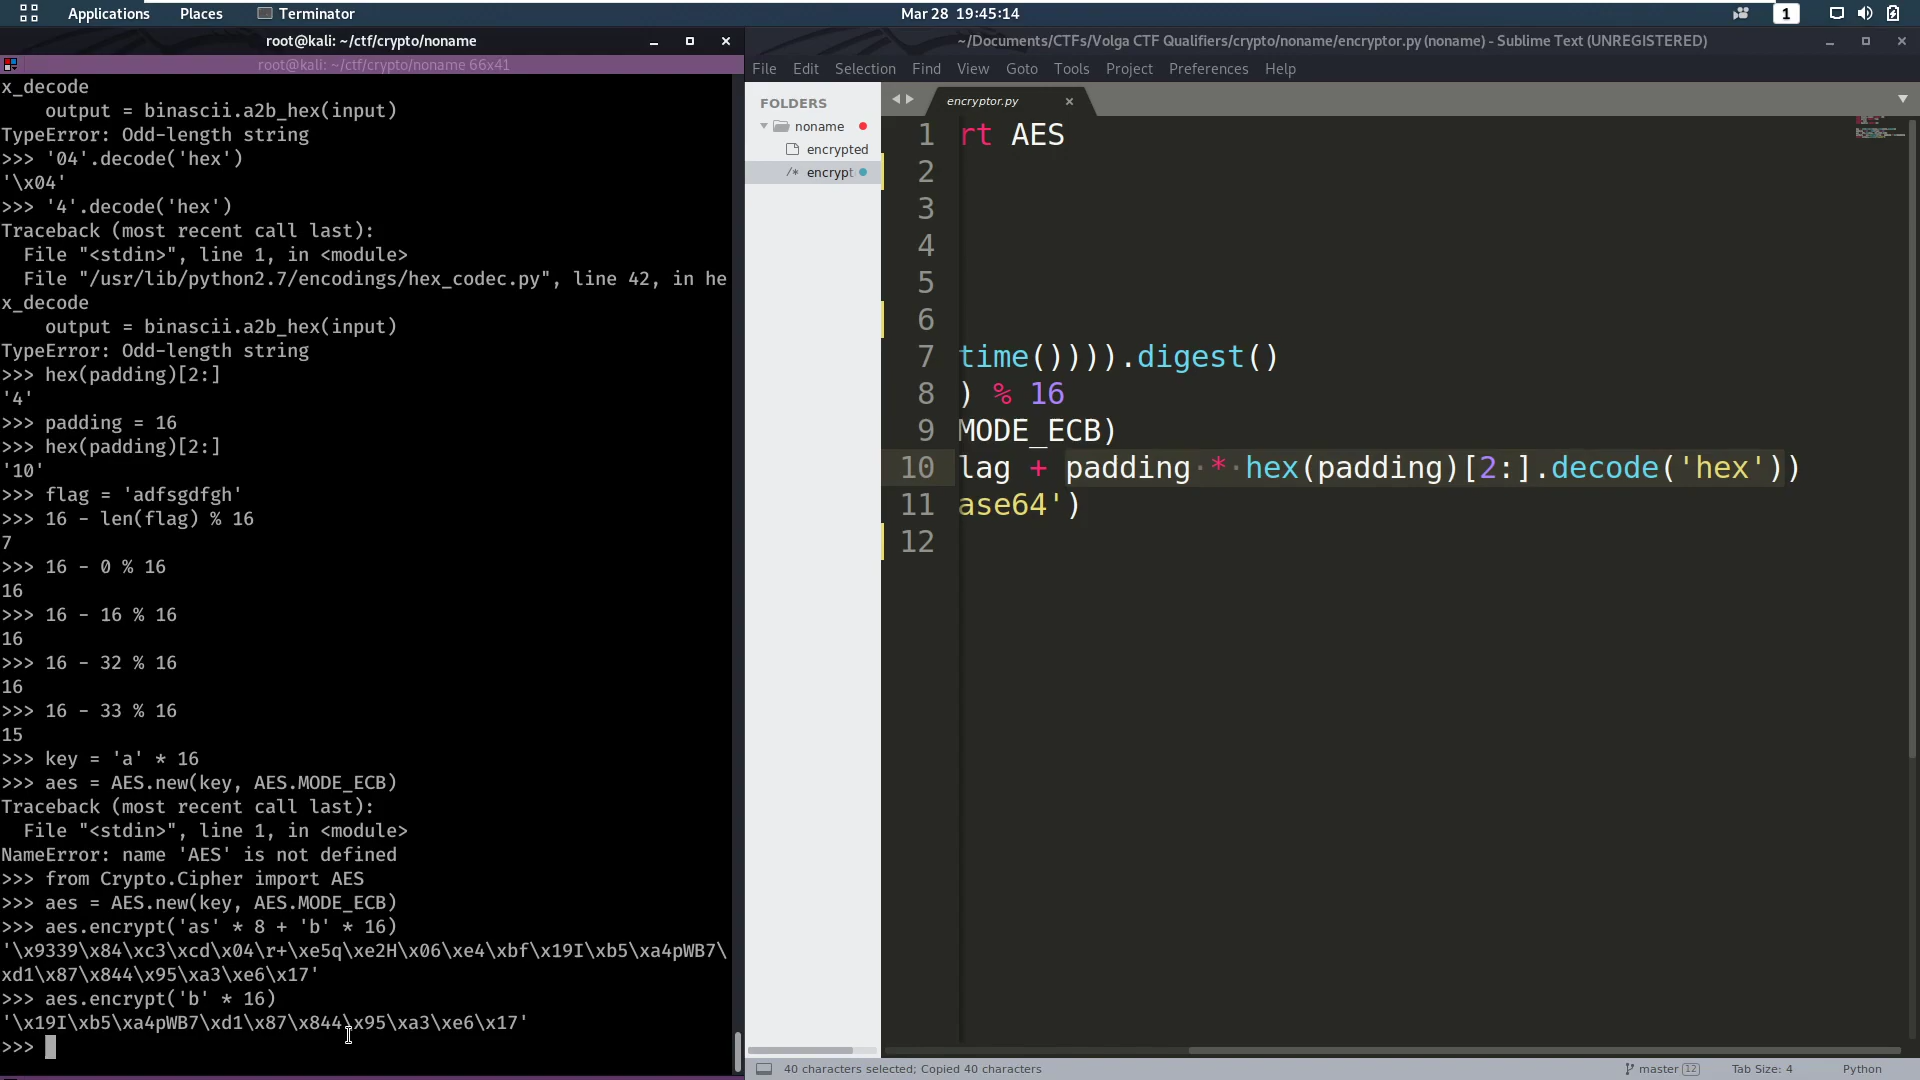 Applications Places Terminator Mar 28 19:45:14 1
root@kali: ~/ctf/crypto/noname
root@kali: ~/ctf/crypto/noname 66x41
x_decode
    output = binascii.a2b_hex(input)
TypeError: Odd-length string
>>> '04'.decode('hex')
'\x04'
>>> '4'.decode('hex')
Traceback (most recent call last):
  File "<stdin>", line 1, in <module>
  File "/usr/lib/python2.7/encodings/hex_codec.py", line 42, in he
x_decode
    output = binascii.a2b_hex(input)
TypeError: Odd-length string
>>> hex(padding)[2:]
'4'
>>> padding = 16
>>> hex(padding)[2:]
'10'
>>> flag = 'adfsgdfgh'
>>> 16 - len(flag) % 16
7
>>> 16 - 0 % 16
16
>>> 16 - 16 % 16
16
>>> 16 - 32 % 16
16
>>> 16 - 33 % 16
15
>>> key = 'a' * 16
>>> aes = AES.new(key, AES.MODE_ECB)
Traceback (most recent call last):
  File "<stdin>", line 1, in <module>
NameError: name 'AES' is not defined
>>> from Crypto.Cipher import AES
>>> aes = AES.new(key, AES.MODE_ECB)
>>> aes.encrypt('as' * 8 + 'b' * 16)
'\x9339\x84\xc3\xcd\x04\r+\xe5q\xe2H\x06\xe4\xbf\x19I\xb5\xa4pWB7\
xd1\x87\x844\x95\xa3\xe6\x17'
>>> aes.encrypt('b' * 16)
'\x19I\xb5\xa4pWB7\xd1\x87\x844\x95\xa3\xe6\x17'
>>>
~/Documents/CTFs/Volga CTF Qualifiers/crypto/noname/encryptor.py (noname) - Sublime Text (UNREGISTERED)
File Edit Selection Find View Goto Tools Project Preferences Help
FOLDERS
noname
encrypted
/* encrypt
encryptor.py
1 rt AES
2
3
4
5
6
7 time()))).digest()
8 ) % 16
9 MODE_ECB)
10 lag + padding * hex(padding)[2:].decode('hex'))
11 ase64')
12
40 characters selected; Copied 40 characters master 12 Tab Size: 4 Python